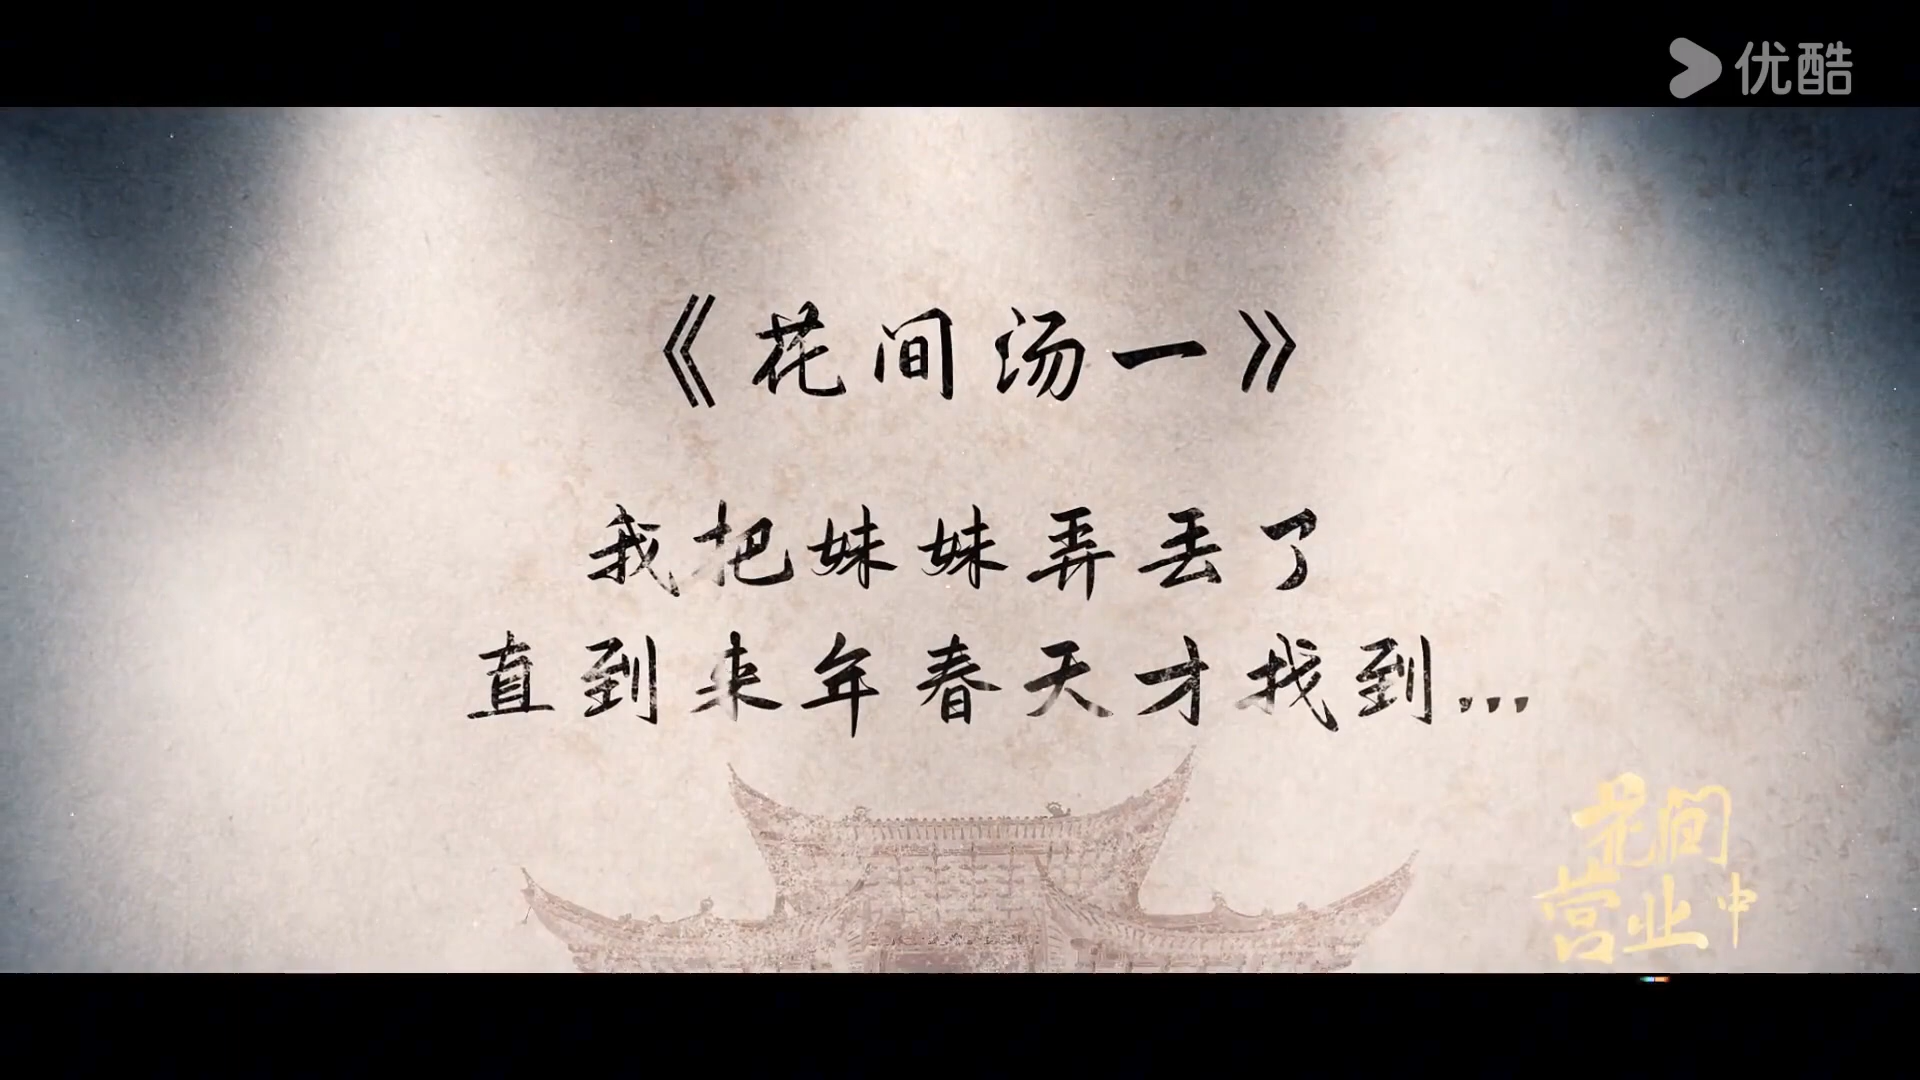 优酷
《花间汤一》
我把妹妹弄丢了
直到来年春天才找到...
花间
营业中